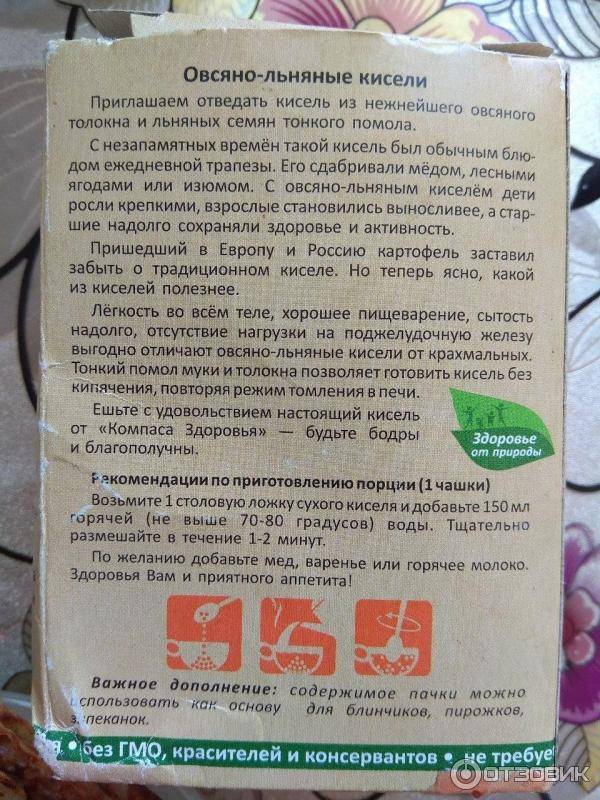 Овсяно-льняные кисели
Приглашаем отведать кисель из нежнейшего овсяного
толокна и льняных семян тонкого помола.
С незапамятных времён такой кисель был обычным блю-
дом ежедневной трапезы. Его сдабривали мёдом, лесными
ягодами или изюмом. С овсяно-льняным киселём дети
росли крепкими, взрослые становились выносливее, а стар-
шие надолго сохраняли здоровье и активность.
Пришедший в Европу и Россию картофель заставил
забыть о традиционном киселе. Но теперь ясно, какой
из киселей полезнее.
Лёгкость во всём теле, хорошее пищеварение, сытость
надолго, отсутствие нагрузки на поджелудочную железу
выгодно отличают овсяно-льняные кисели от крахмальных.
Тонкий помол муки и толокна позволяет готовить кисель без
кипячения, повторяя режим томления в печи.
Ешьте с удовольствием настоящий кисель
от «Компаса Здоровья» — будьте бодры
и благополучны.
Здоровье
от природы
Рекомендации по приготовлению порции (1 чашки)
Возьмите 1 столовую ложку сухого киселя и добавьте 150 мл
горячей (не выше 70-80 градусов) воды. Тщательно
размешайте в течение 1-2 минут.
По желанию добавьте мед, варенье или горячее молоко.
Здоровья Вам и приятного аппетита!
Важное дополнение: содержимое пачки можно
использовать как основу для блинчиков, пирожков,
запеканок.
я • без ГМО, красителей и консервантов • не требуе
ОТЗОВИК